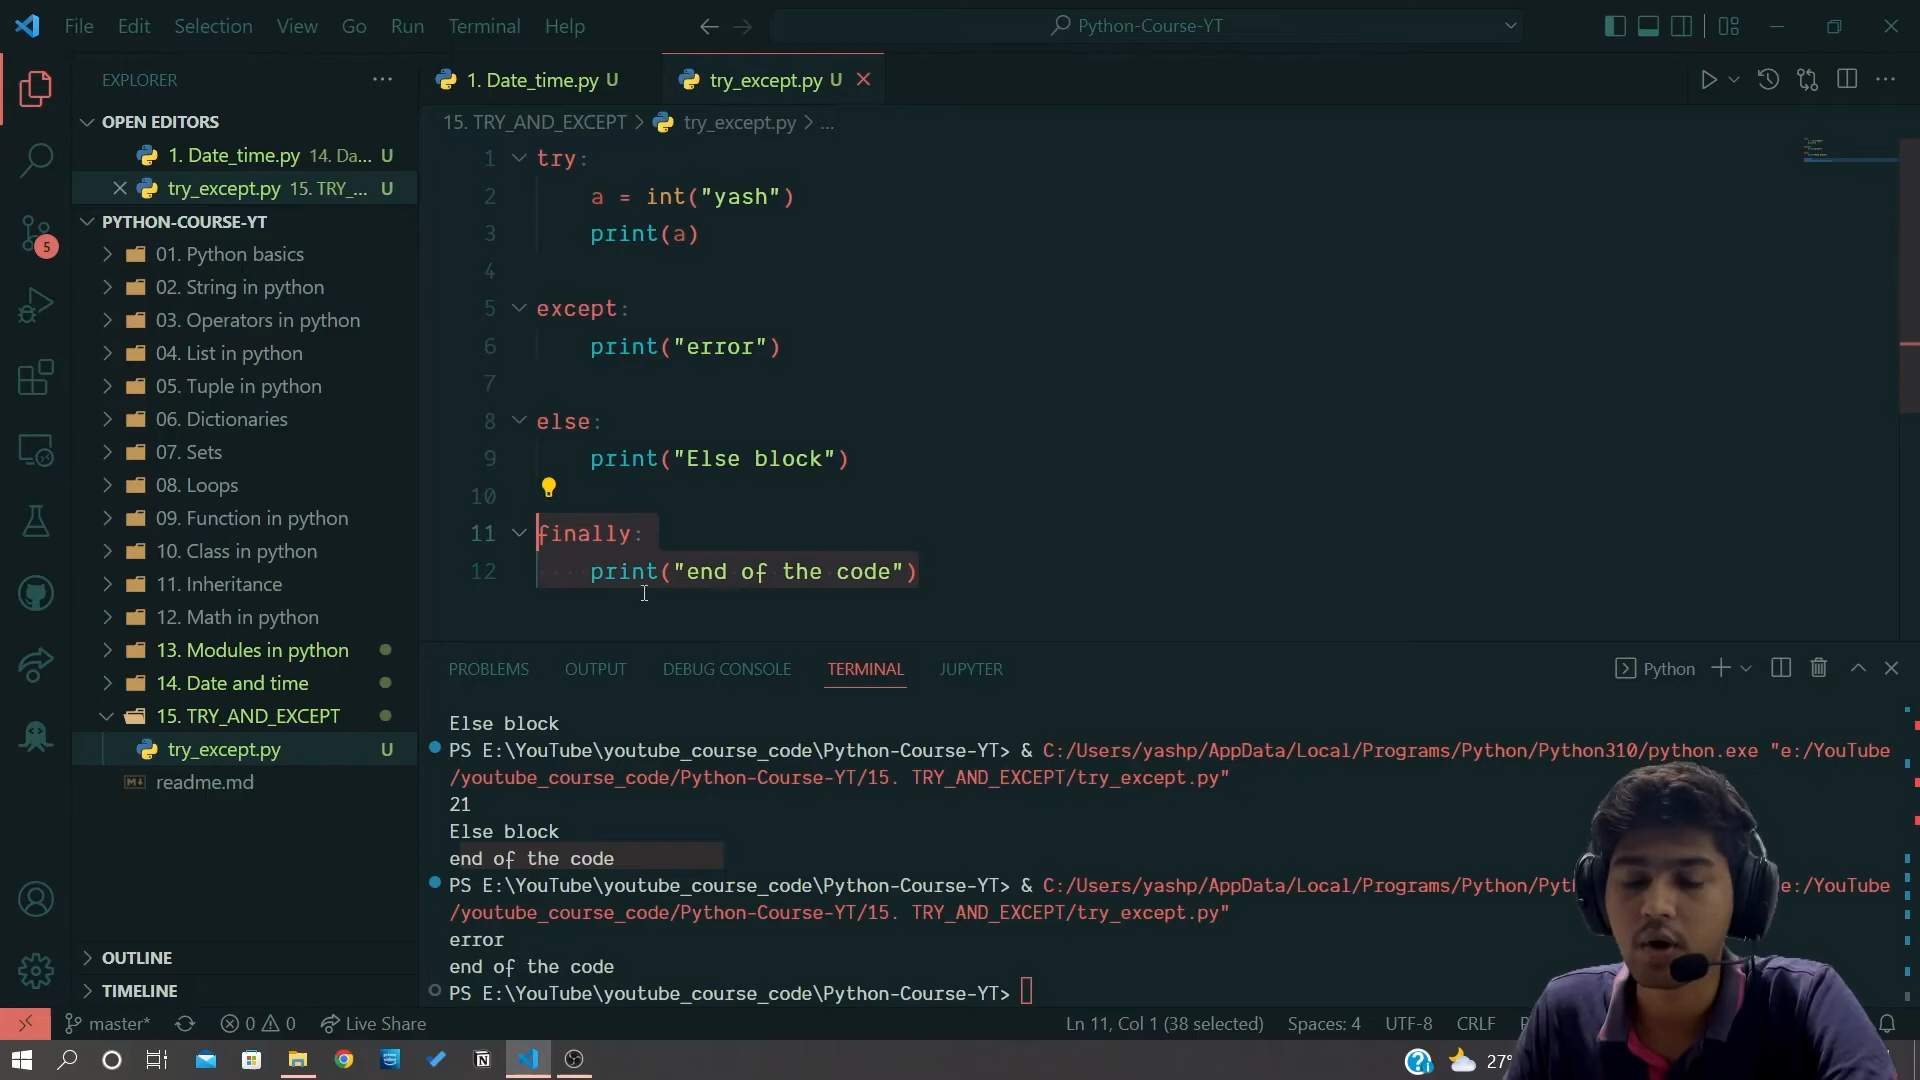 File Edit Selection View Go Run Terminal Help
Python-Course-YT
EXPLORER
1. Date_time.py U
try_except.py U
OPEN EDITORS
1. Date_time.py 14. Da... U
try_except.py 15. TRY_... U
PYTHON-COURSE-YT
01. Python basics
02. String in python
03. Operators in python
04. List in python
05. Tuple in python
06. Dictionaries
07. Sets
08. Loops
09. Function in python
10. Class in python
11. Inheritance
12. Math in python
13. Modules in python
14. Date and time
15. TRY_AND_EXCEPT
try_except.py U
readme.md
OUTLINE
TIMELINE
5
15. TRY_AND_EXCEPT > try_except.py > ...
1 try:
2 a = int("yash")
3 print(a)
4
5 except:
6 print("error")
7
8 else:
9 print("Else block")
10
11 finally:
12 ····print("end·of·the·code")
PROBLEMS OUTPUT DEBUG CONSOLE TERMINAL JUPYTER
Python
Else block
PS E:\YouTube\youtube_course_code\Python-Course-YT> & C:/Users/yashp/AppData/Local/Programs/Python/Python310/python.exe "e:/YouTube
/youtube_course_code/Python-Course-YT/15. TRY_AND_EXCEPT/try_except.py"
21
Else block
end of the code
PS E:\YouTube\youtube_course_code\Python-Course-YT> & C:/Users/yashp/AppData/Local/Programs/Python/Pyt e:/YouTube
/youtube_course_code/Python-Course-YT/15. TRY_AND_EXCEPT/try_except.py"
error
end of the code
PS E:\YouTube\youtube_course_code\Python-Course-YT>
master* 0 0 Live Share
Ln 11, Col 1 (38 selected) Spaces: 4 UTF-8 CRLF
27°